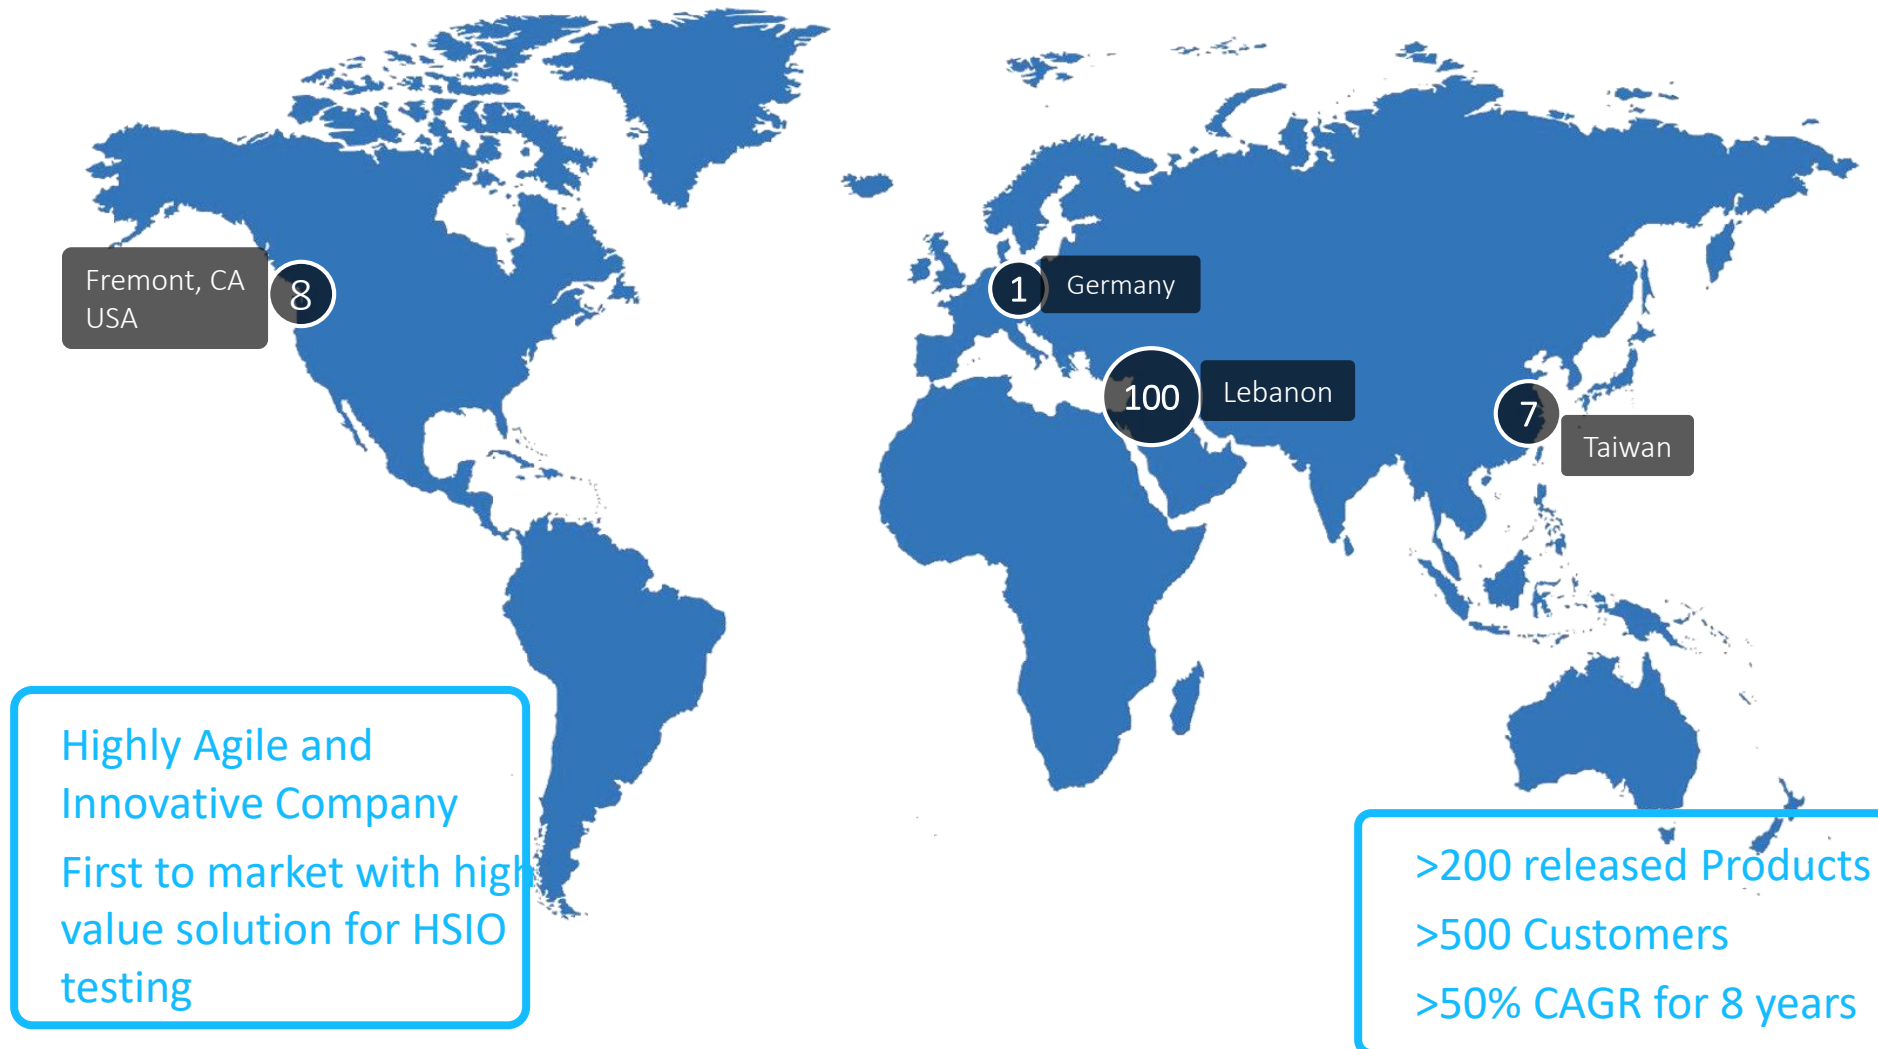 Fremont, CA
USA
8
1
Germany
100
Lebanon
7
Taiwan
Highly Agile and
Innovative Company
First to market with high
value solution for HSIO
testing
>200 released Products
>500 Customers
>50% CAGR for 8 years